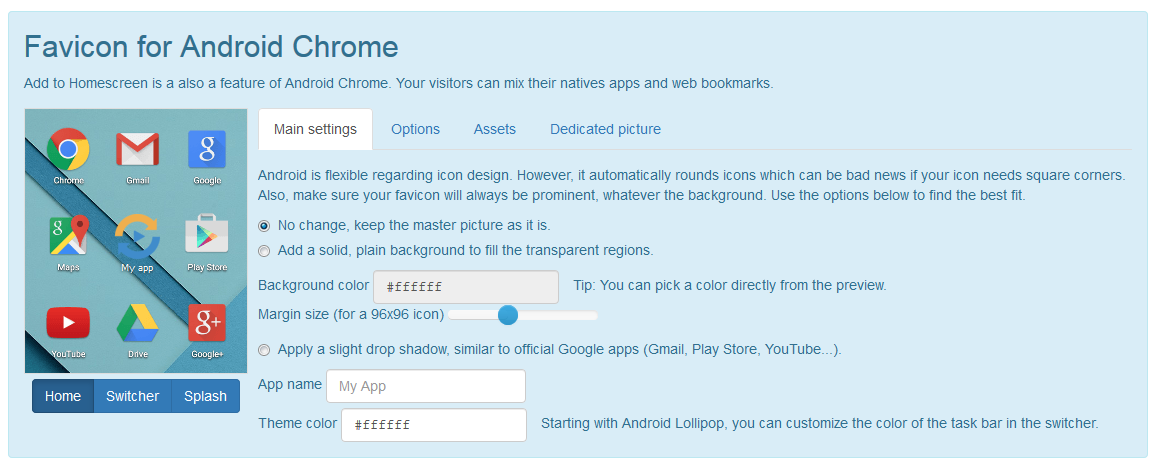 Favicon for Android Chrome
Add to Homescreen is a also a feature of Android Chrome. Your visitors can mix their natives apps and web bookmarks.
Chrome Gmail Google
8
g
Maps My app Play Store
YouTube Drive Google+
g+
Home Switcher Splash
Main settings Options Assets Dedicated picture
Android is flexible regarding icon design. However, it automatically rounds icons which can be bad news if your icon needs square corners.
Also, make sure your favicon will always be prominent, whatever the background. Use the options below to find the best fit.
No change, keep the master picture as it is.
Add a solid, plain background to fill the transparent regions.
Background color #ffffff Tip: You can pick a color directly from the preview.
Margin size (for a 96x96 icon)
Apply a slight drop shadow, similar to official Google apps (Gmail, Play Store, YouTube...).
App name My App
Theme color #ffffff Starting with Android Lollipop, you can customize the color of the task bar in the switcher.